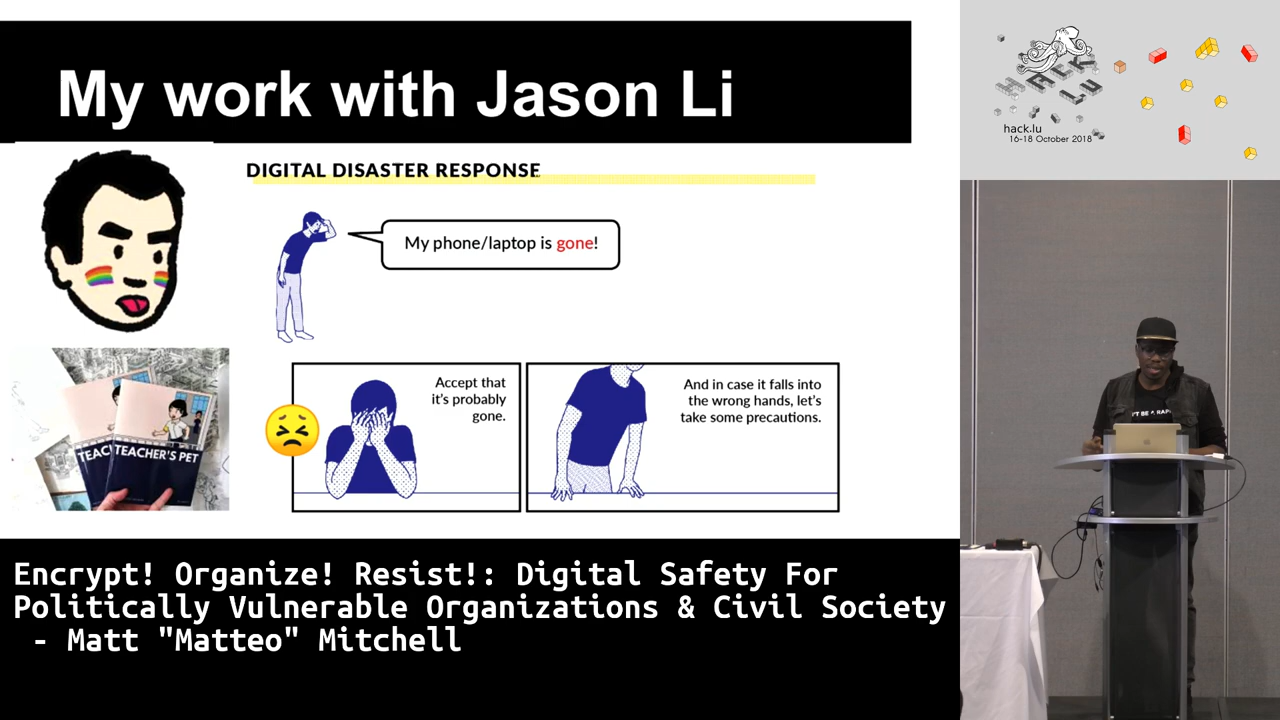 My work with Jason Li
DIGITAL DISASTER RESPONSE
My phone/laptop is gone!
Accept that
it's probably
gone.
And in case it falls into
the wrong hands, let's
take some precautions.
TEACHER'S PET
Encrypt! Organize! Resist!: Digital Safety For
Politically Vulnerable Organizations & Civil Society
- Matt "Matteo" Mitchell
HACK
LU
hack.lu
16-18 October 2018